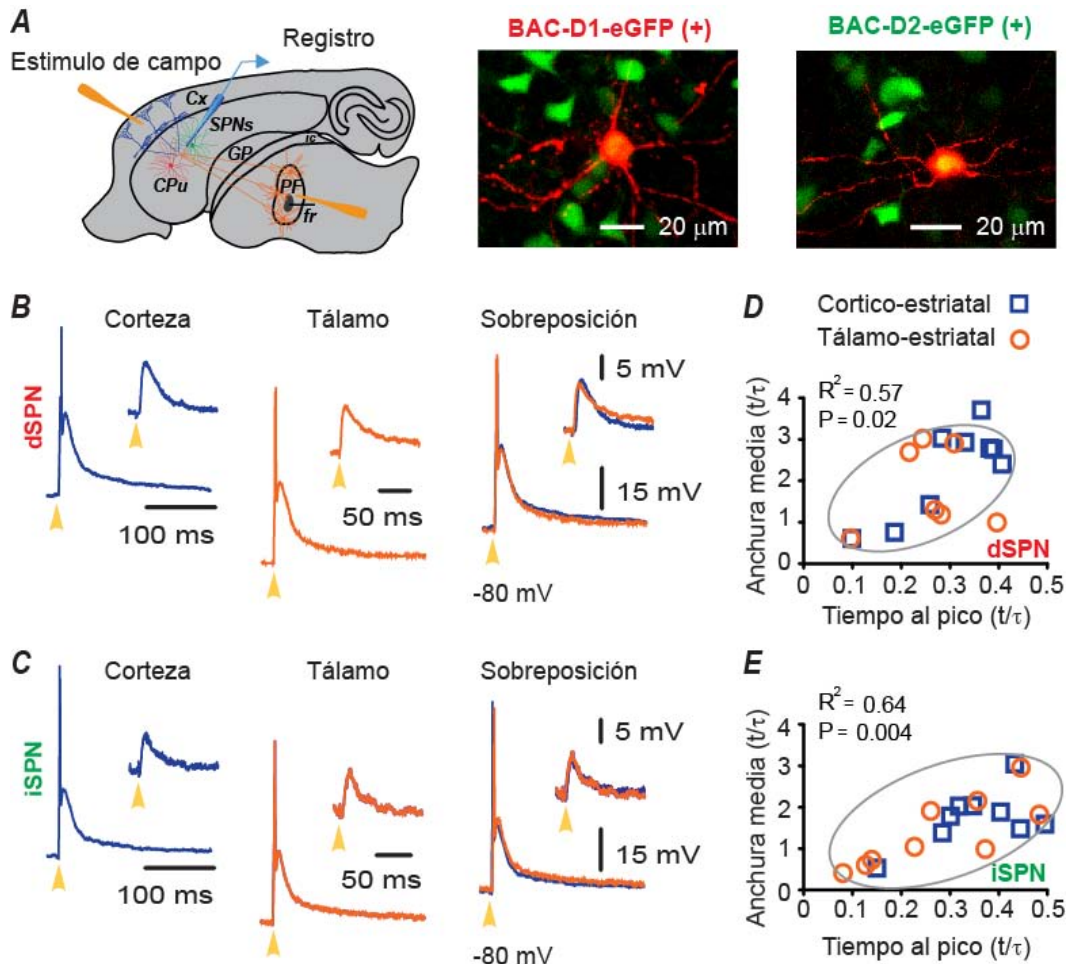 A
Estimulo de campo
Registro
Cx
SPNs
GP
ic
CPu
PF
fr
BAC-D1-eGFP (+)
20 μm
BAC-D2-eGFP (+)
20 μm
B
dSPN
Corteza
100 ms
Tálamo
50 ms
Sobreposición
5 mV
15 mV
-80 mV
C
iSPN
Corteza
100 ms
Tálamo
50 ms
Sobreposición
5 mV
15 mV
-80 mV
D
Cortico-estriatal
Tálamo-estriatal
R² = 0.57
P = 0.02
Anchura media (t/τ)
4
3
2
1
0
0 0.1 0.2 0.3 0.4 0.5
dSPN
Tiempo al pico (t/τ)
E
R² = 0.64
P = 0.004
Anchura media (t/τ)
4
3
2
1
0
0 0.1 0.2 0.3 0.4 0.5
iSPN
Tiempo al pico (t/τ)